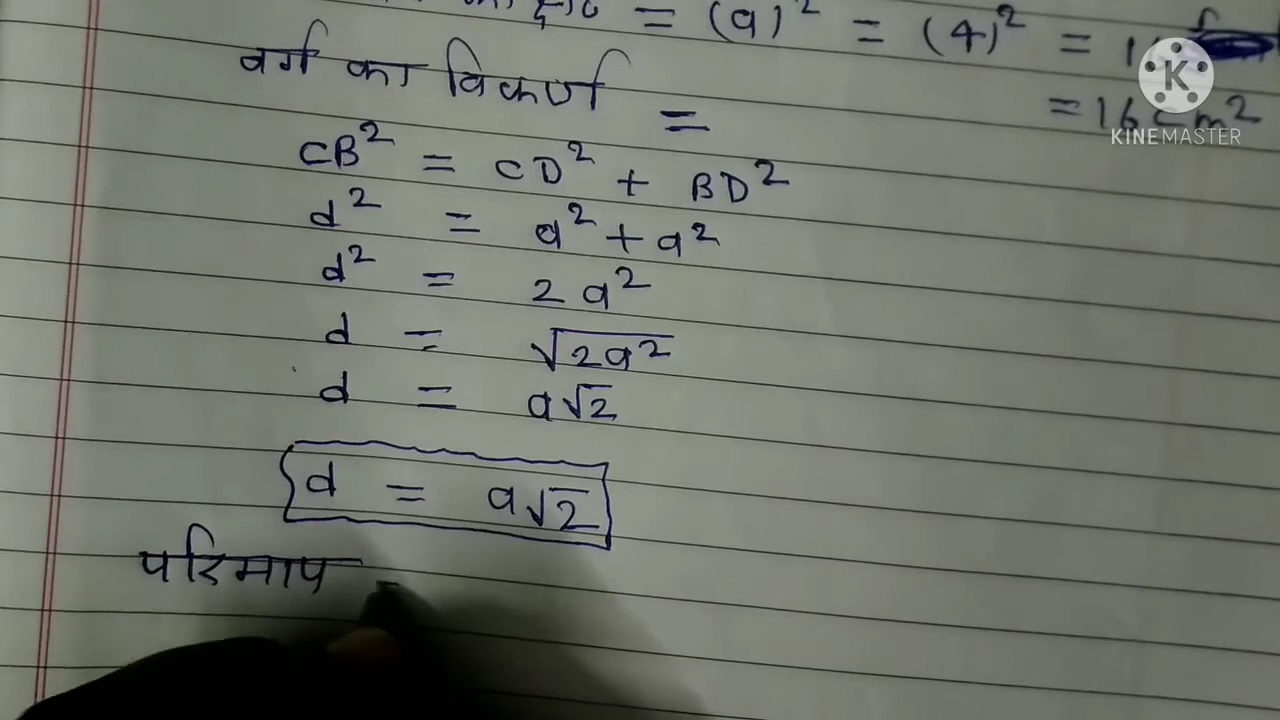 = (a)² = (4)² = 1
= 16 cm²
वर्ग का विकर्ण =
CB² = CD² + BD²
d² = a² + a²
d² = 2a²
d = √2a²
d = a√2
d = a√2
परिमाप
K
KINEMASTER